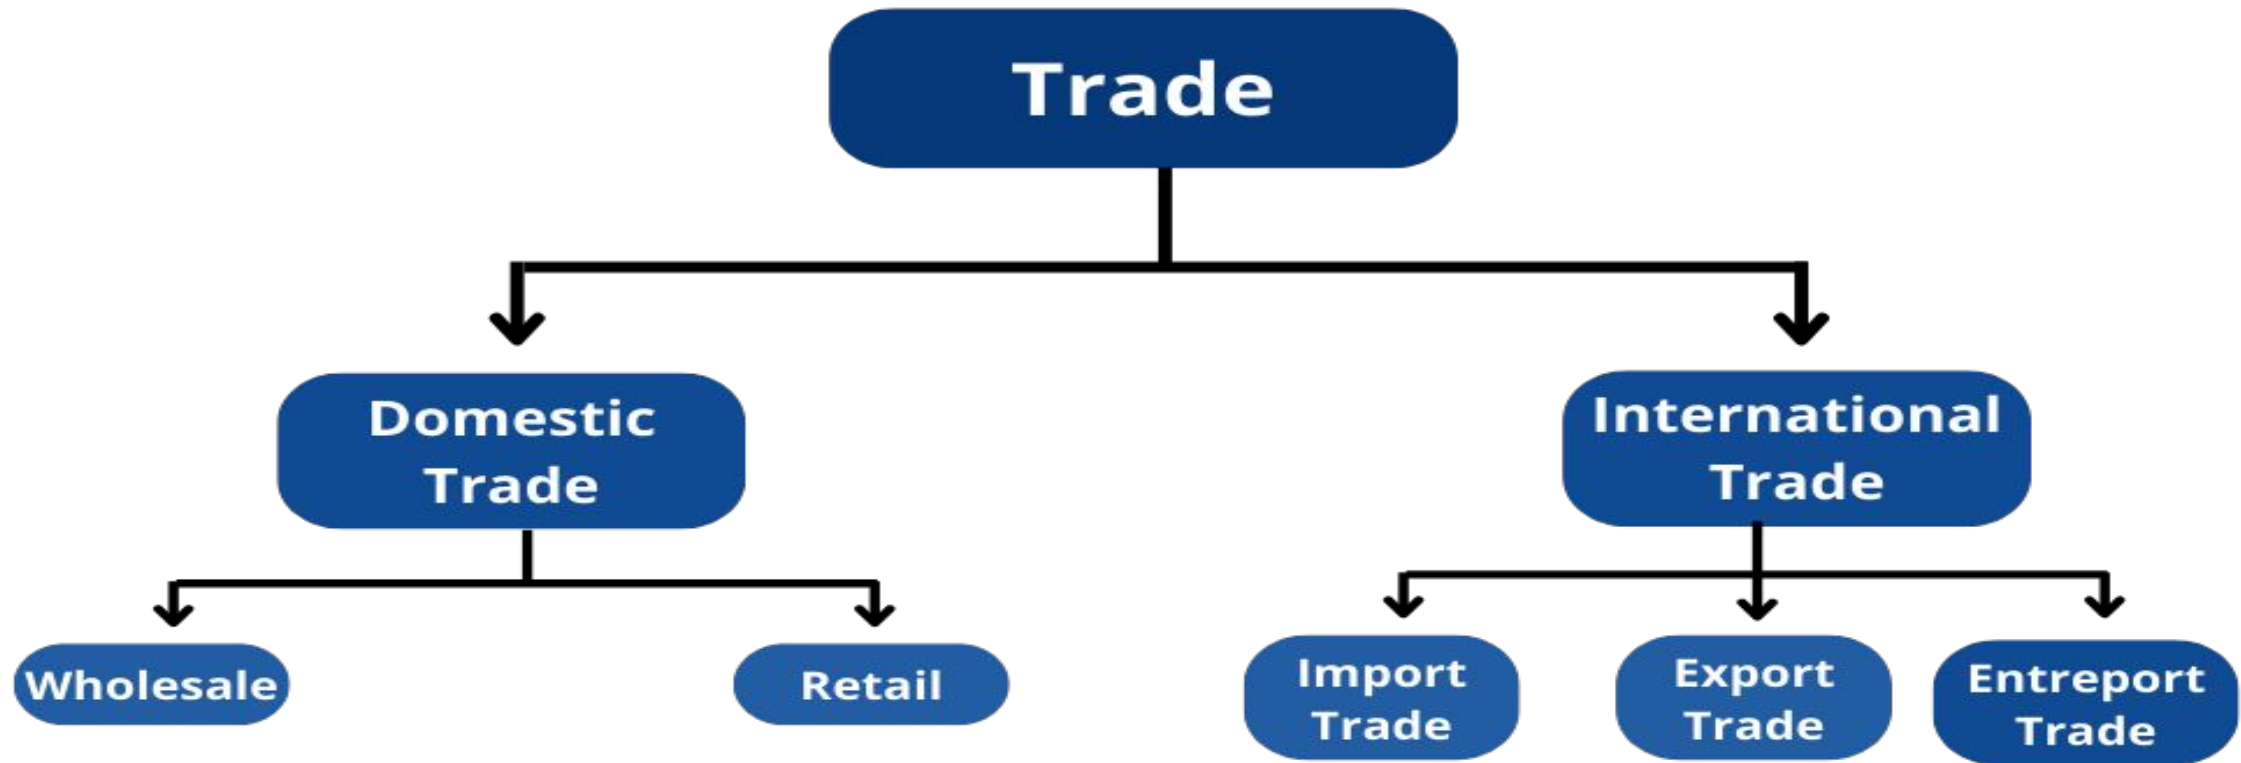 Trade
Domestic
Trade
International
Trade
Wholesale
Retail
Import
Trade
Export
Trade
Entreport
Trade